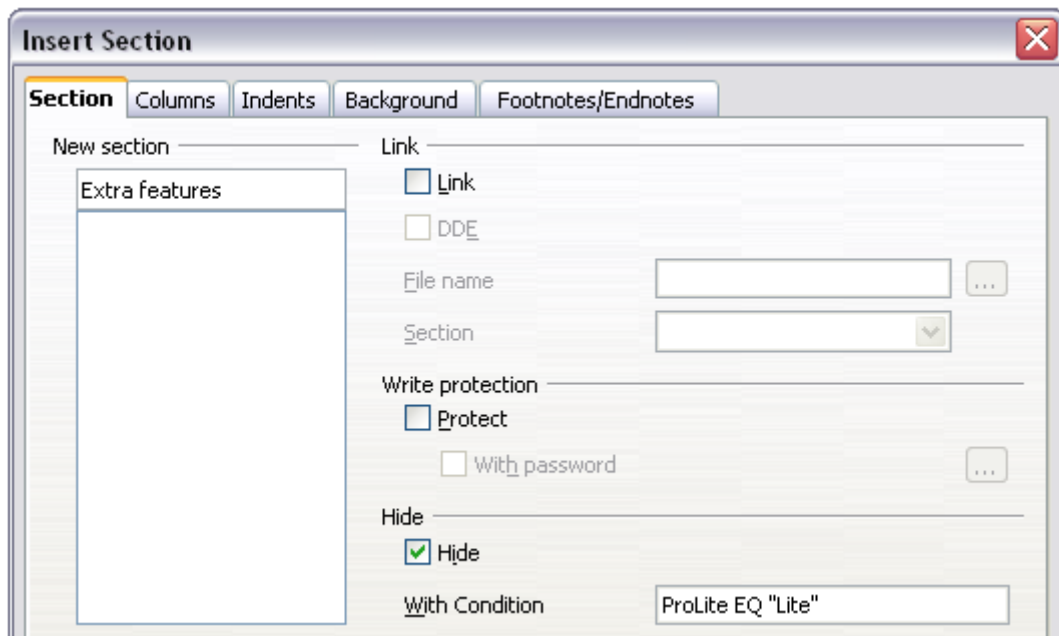 Insert Section
Section Columns Indents Background Footnotes/Endnotes
New section
Extra features
Link
Link
DDE
File name
...
Section
Write protection
Protect
With password
...
Hide
Hide
With Condition
ProLite EQ "Lite"